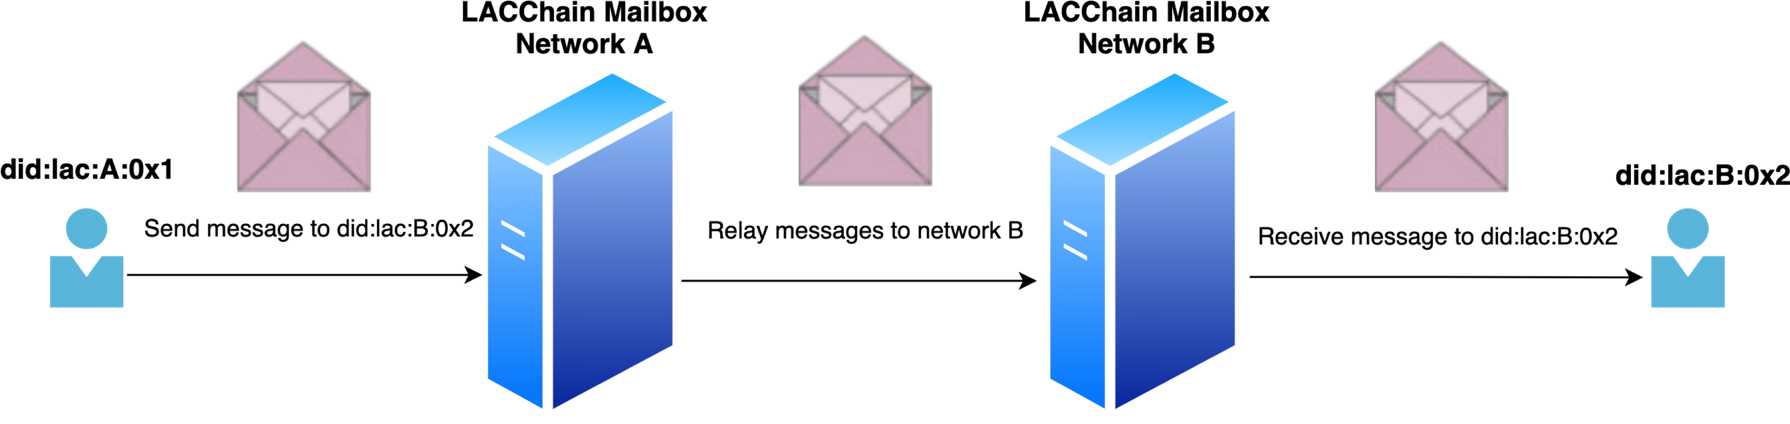 LACChain Mailbox
Network A
LACChain Mailbox
Network B
did:lac:A:0x1
did:lac:B:0x2
Send message to did:lac:B:0x2
Relay messages to network B
Receive message to did:lac:B:0x2